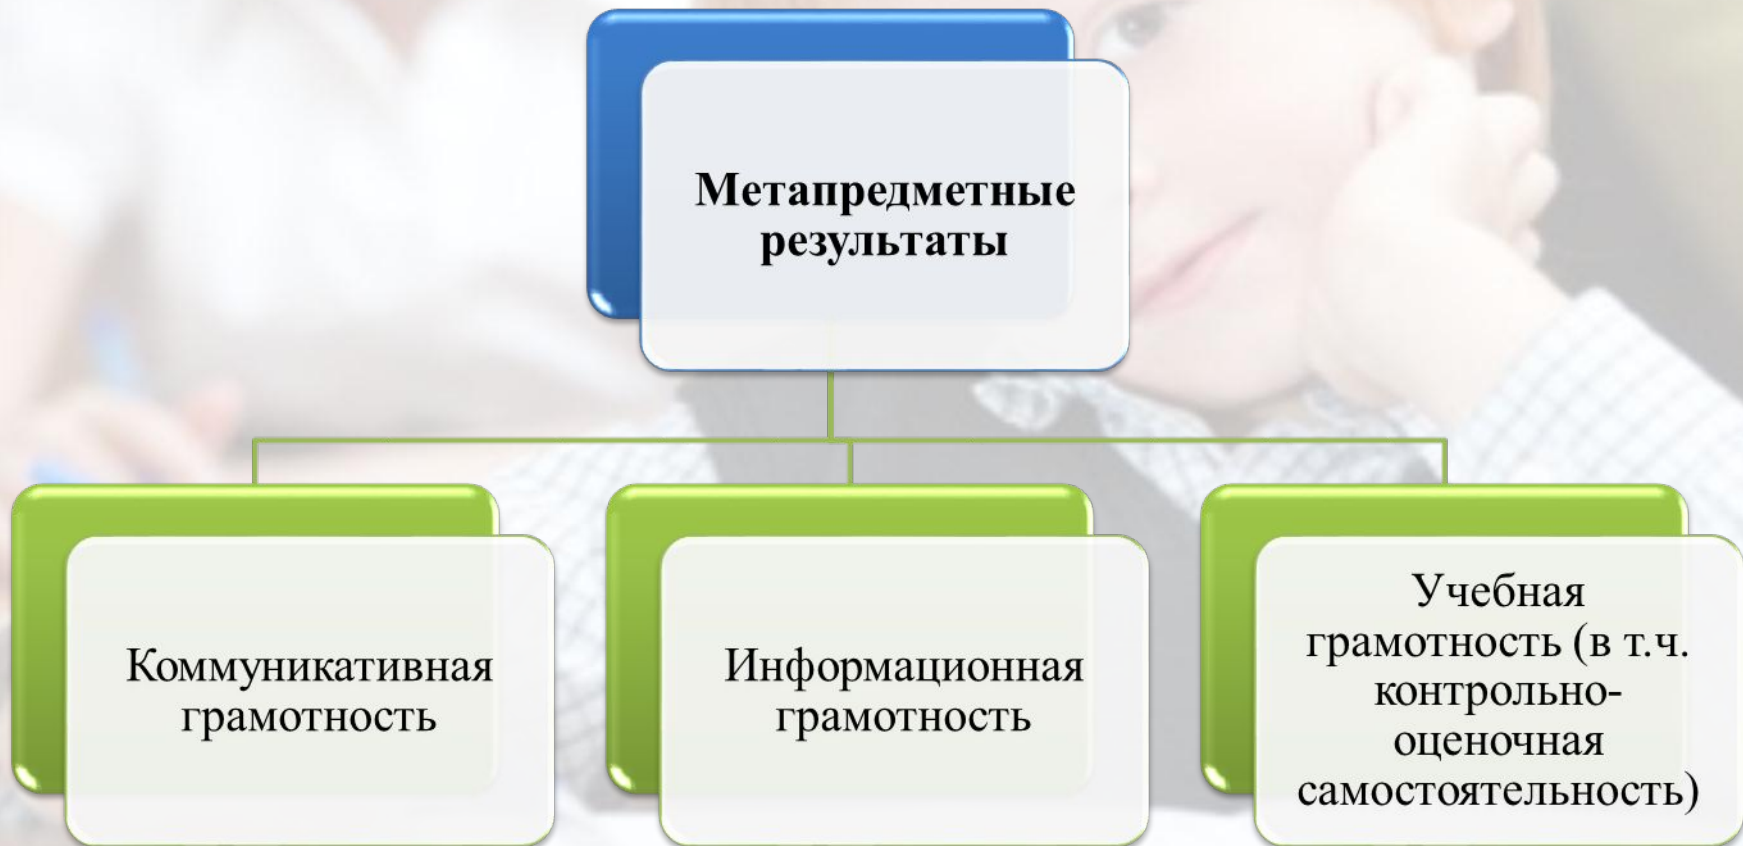 Метапредметные
результаты
Коммуникативная
грамотность
Информационная
грамотность
Учебная
грамотность (в т.ч.
контрольно-
оценочная
самостоятельность)